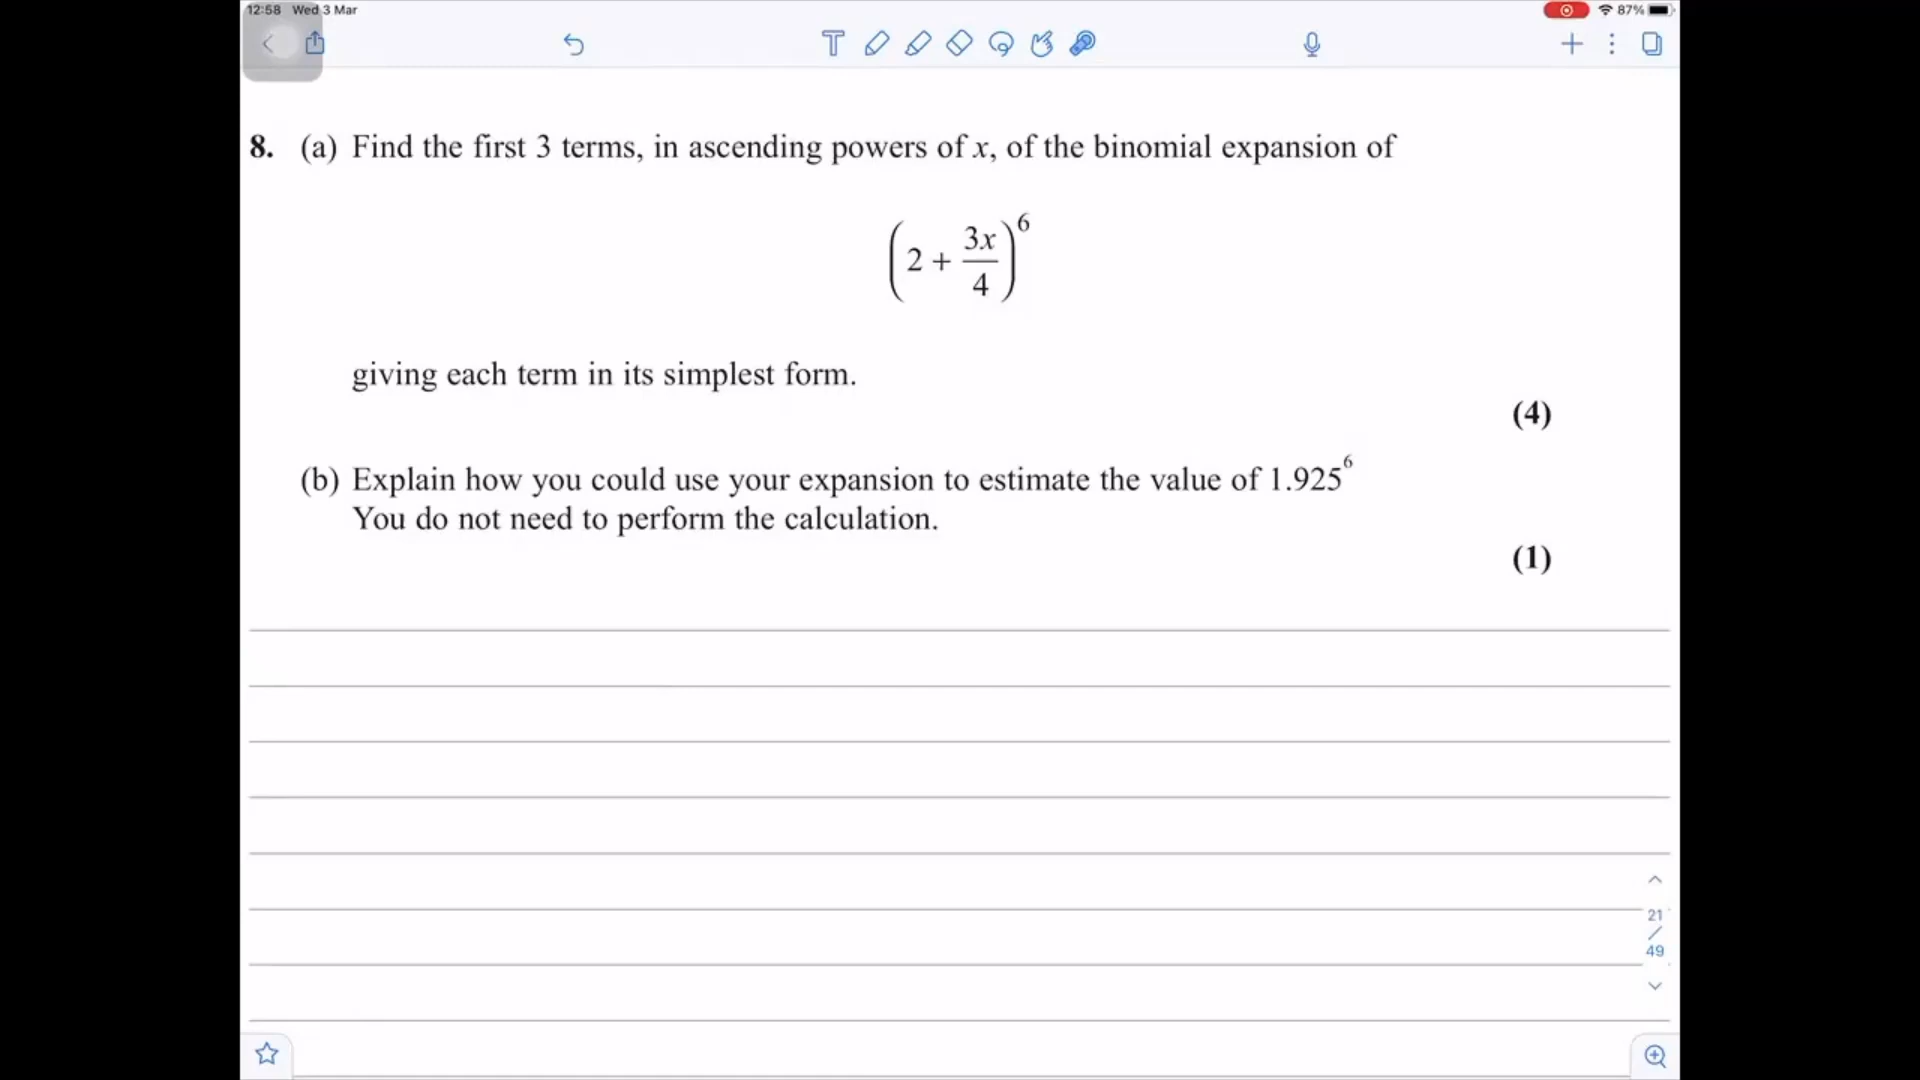 12:58 Wed 3 Mar
87%
8. (a) Find the first 3 terms, in ascending powers of x, of the binomial expansion of
(2 + 3x/4)^6
giving each term in its simplest form.
(4)
(b) Explain how you could use your expansion to estimate the value of 1.925^6
You do not need to perform the calculation.
(1)
21
/
49